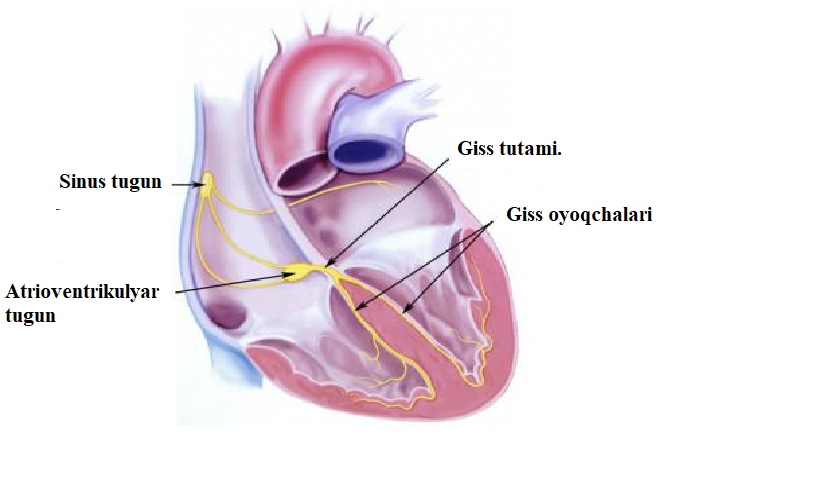 Giss tutami.
Sinus tugun
Giss oyoqchalari
Atrioventrikulyar
tugun